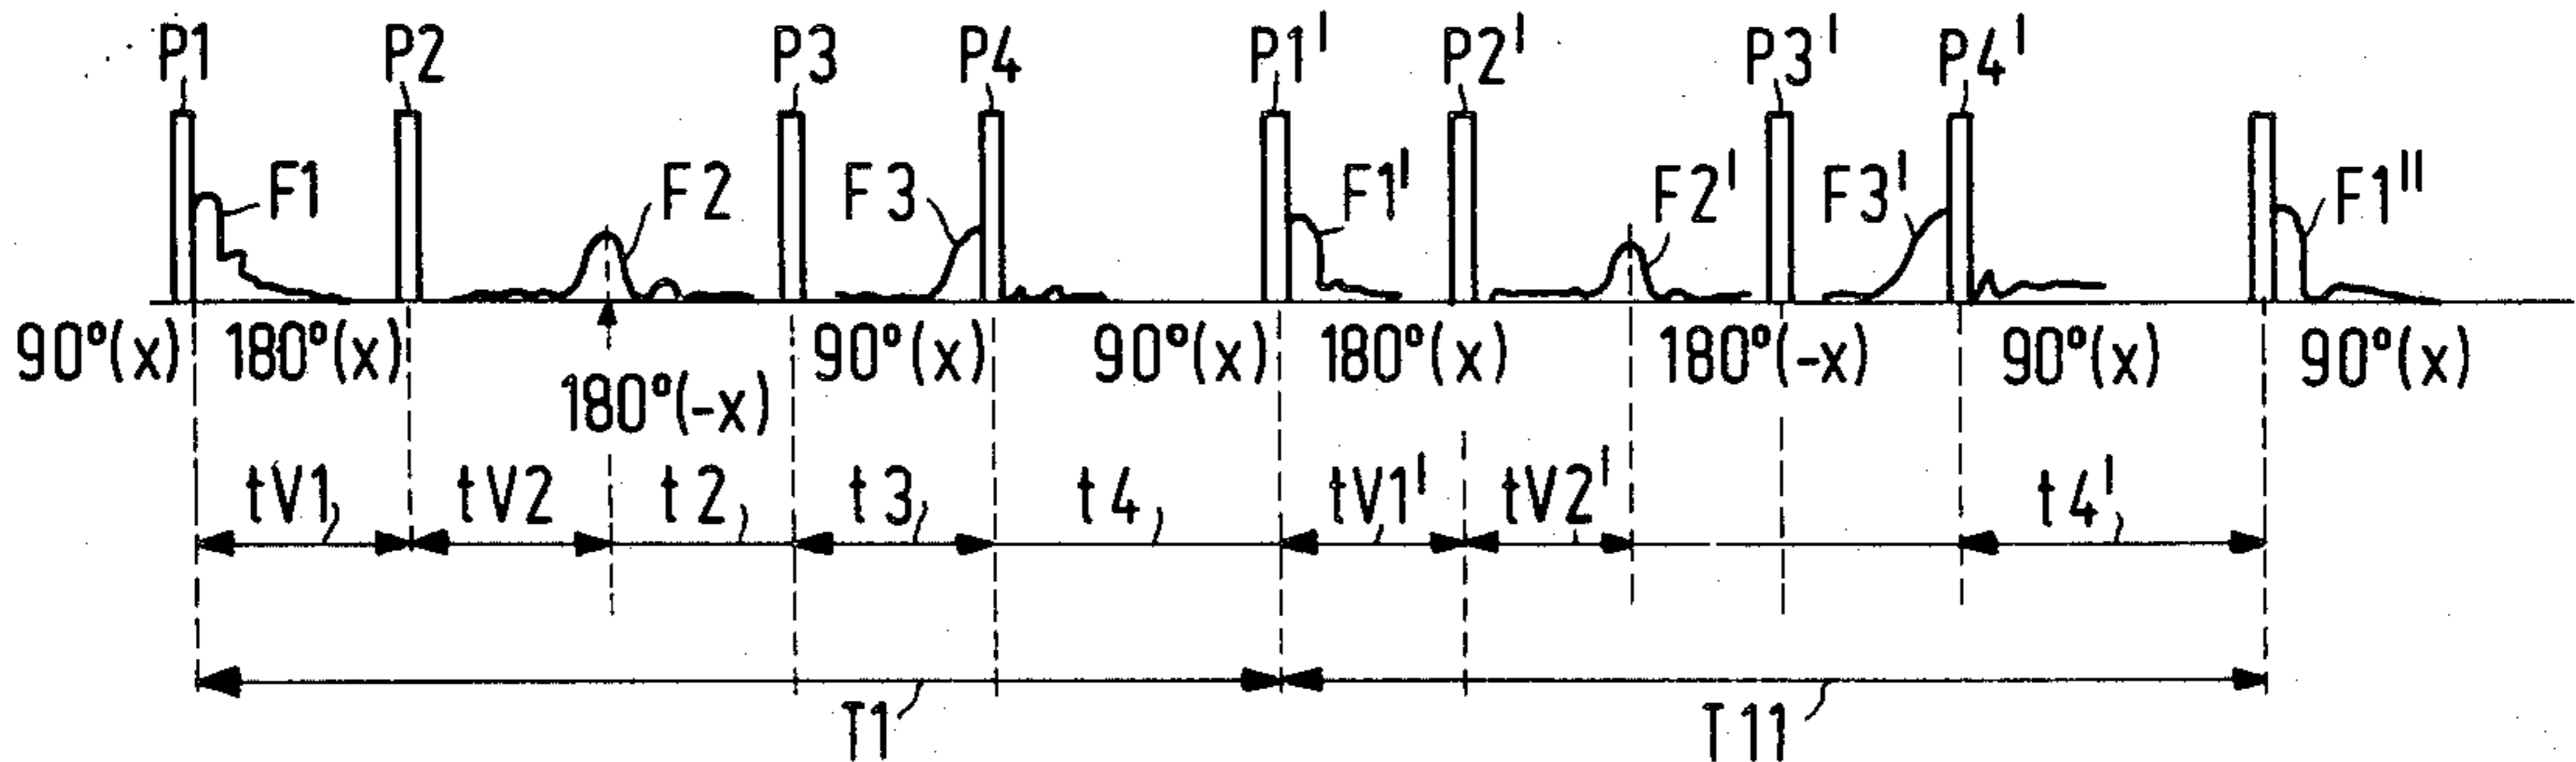 P1 P2 P3 P4 P1' P2' P3' P4'
F1 F2 F3 F1' F2' F3' F1"
90°(x) 180°(x) 90°(x) 90°(x) 180°(x) 180°(-x) 90°(x) 90°(x)
180°(-x)
tV1 tV2 t2 t3 t4 tV1' tV2' t4'
T1 T11